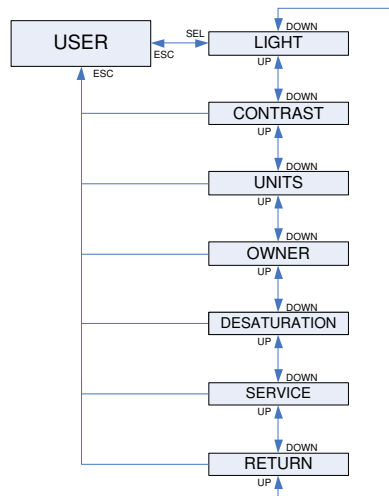 DOWN
USER
SEL
LIGHT
ESC
UP
ESC
DOWN
CONTRAST
UP
DOWN
UNITS
UP
DOWN
OWNER
UP
DOWN
DESATURATION
UP
DOWN
SERVICE
UP
DOWN
RETURN
UP